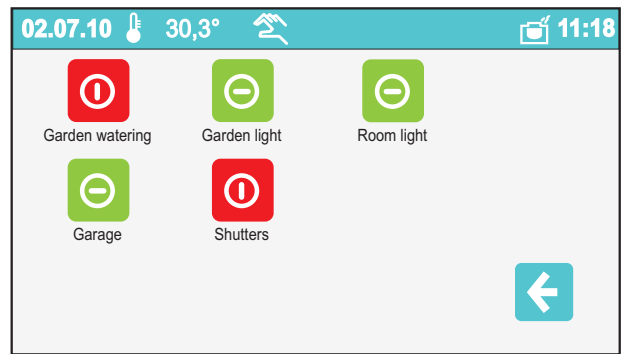 02.07.10 30,3° 11:18
Garden watering Garden light Room light
Garage Shutters